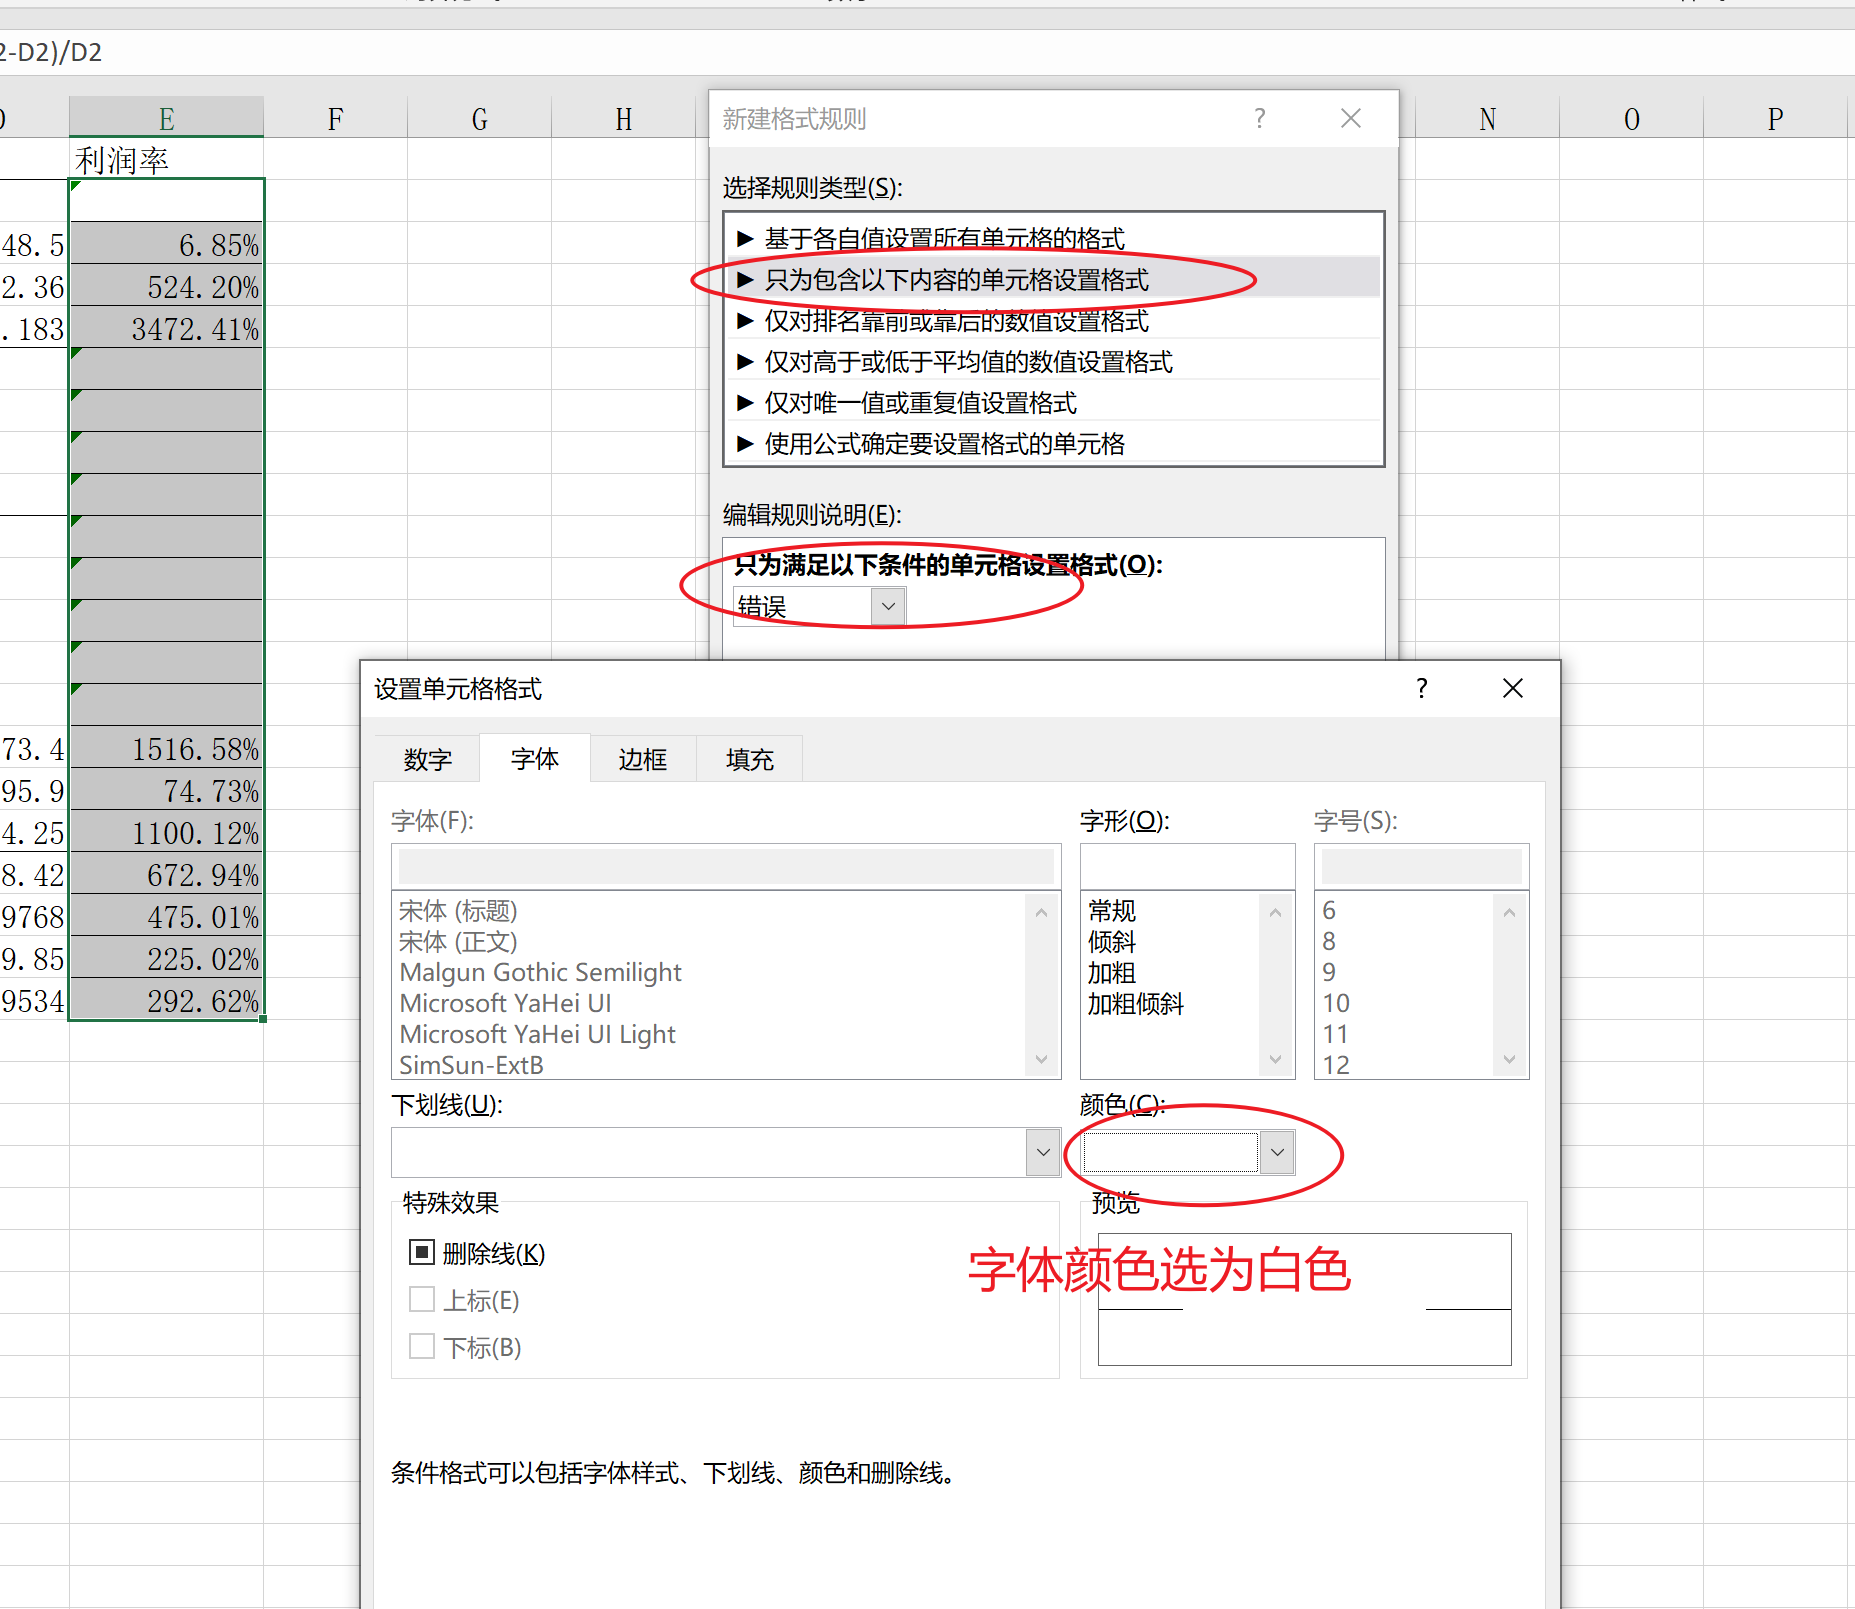 2-D2)/D2
E F G H N O P
利润率
新建格式规则
选择规则类型(S):
► 基于各自值设置所有单元格的格式
► 只为包含以下内容的单元格设置格式
► 仅对排名靠前或靠后的数值设置格式
► 仅对高于或低于平均值的数值设置格式
► 仅对唯一值或重复值设置格式
► 使用公式确定要设置格式的单元格
编辑规则说明(E):
只为满足以下条件的单元格设置格式(O):
错误
48.5 6.85%
2.36 524.20%
.183 3472.41%
73.4 1516.58%
95.9 74.73%
4.25 1100.12%
8.42 672.94%
9768 475.01%
9.85 225.02%
9534 292.62%
设置单元格格式
数字 字体 边框 填充
字体(F):
宋体 (标题)
宋体 (正文)
Malgun Gothic Semilight
Microsoft YaHei UI
Microsoft YaHei UI Light
SimSun-ExtB
字形(O):
常规
倾斜
加粗
加粗倾斜
字号(S):
6
8
9
10
11
12
下划线(U):
颜色(C):
特殊效果
删除线(K)
上标(E)
下标(B)
预览
字体颜色选为白色
条件格式可以包括字体样式、下划线、颜色和删除线。